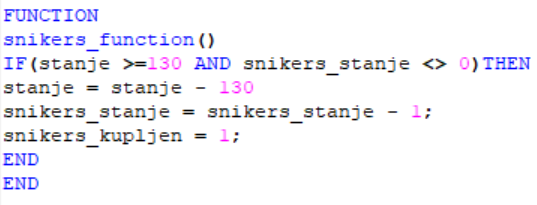 FUNCTION
snikers_function()
IF(stanje >=130 AND snikers_stanje <> 0)THEN
stanje = stanje - 130
snikers_stanje = snikers_stanje - 1;
snikers_kupljen = 1;
END
END